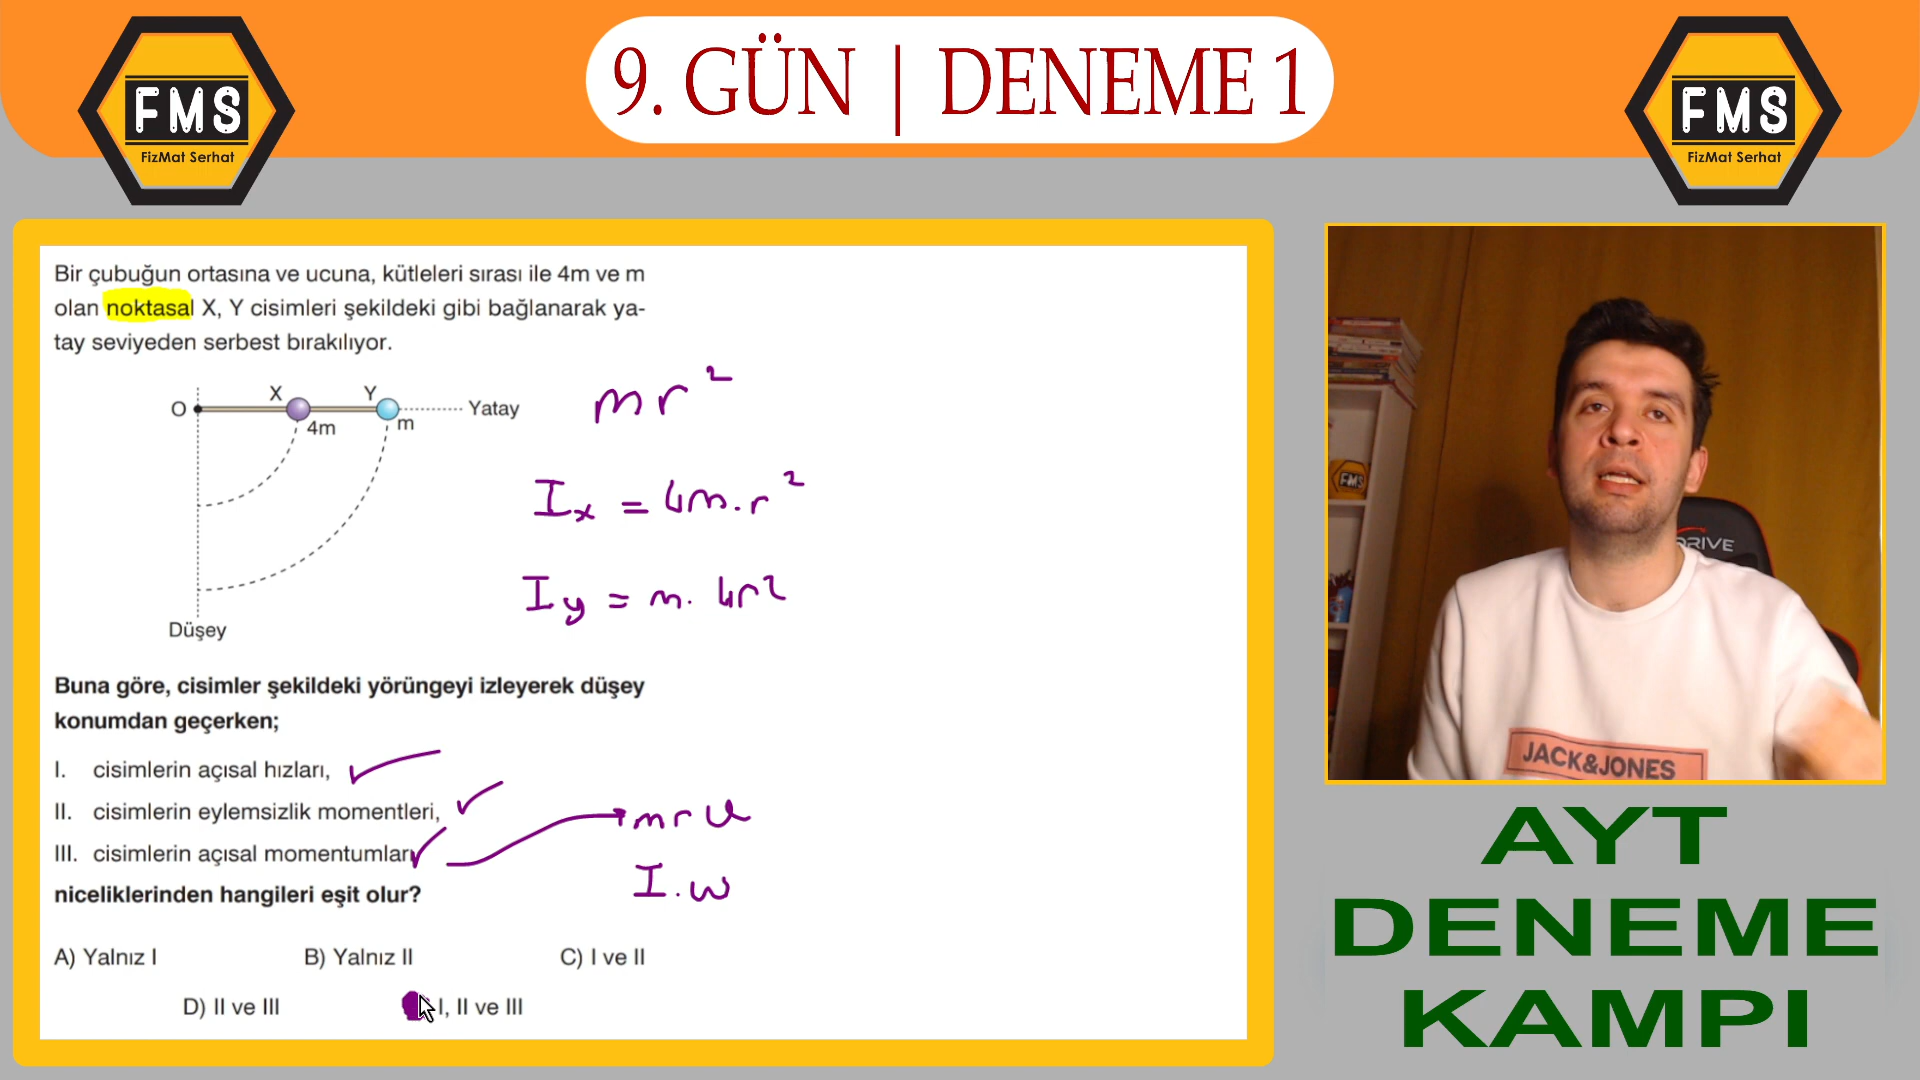 FMS
FizMat Serhat
9. GÜN | DENEME 1
FMS
FizMat Serhat
Bir çubuğun ortasına ve ucuna, kütleleri sırası ile 4m ve m
olan noktasal X, Y cisimleri şekildeki gibi bağlanarak ya-
tay seviyeden serbest bırakılıyor.
O X Y Yatay
4m m
Düşey
mr²
Ix = 4m.r²
Iy = m. 4r²
Buna göre, cisimler şekildeki yörüngeyi izleyerek düşey
konumdan geçerken;
I. cisimlerin açısal hızları,
II. cisimlerin eylemsizlik momentleri,
III. cisimlerin açısal momentumları
mrν
I.w
niceliklerinden hangileri eşit olur?
A) Yalnız I B) Yalnız II C) I ve II
D) II ve III I, II ve III
FMS
DRIVE
JACK&JONES
AYT
DENEME
KAMPI